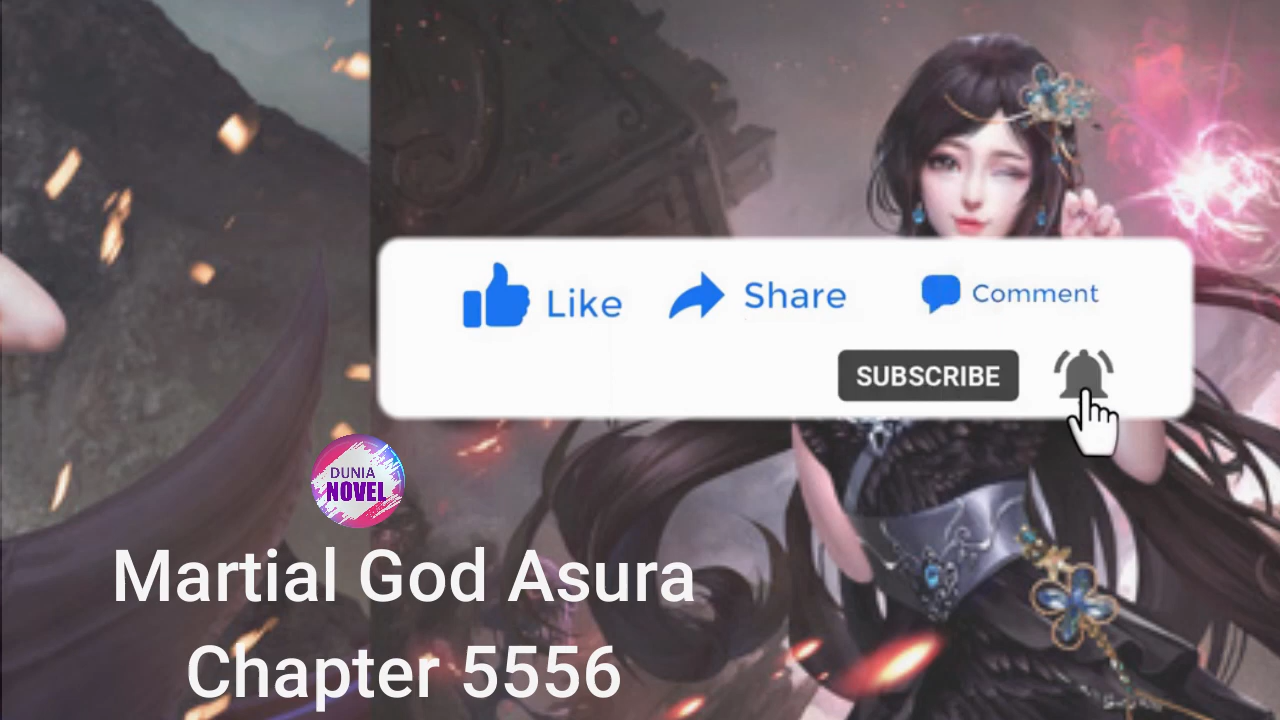 Like
Share
Comment
SUBSCRIBE
DUNIA
NOVEL
Martial God Asura
Chapter 5556